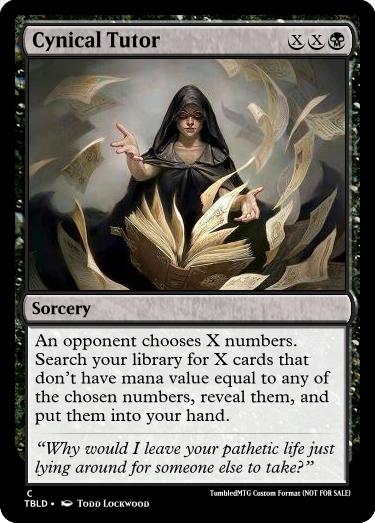 Cynical Tutor XX
Sorcery
An opponent chooses X numbers.
Search your library for X cards that
don't have mana value equal to any of
the chosen numbers, reveal them, and
put them into your hand.
“Why would I leave your pathetic life just
lying around for someone else to take?”
C
TBLD • Todd Lockwood
TumbledMTG Custom Format (NOT FOR SALE)